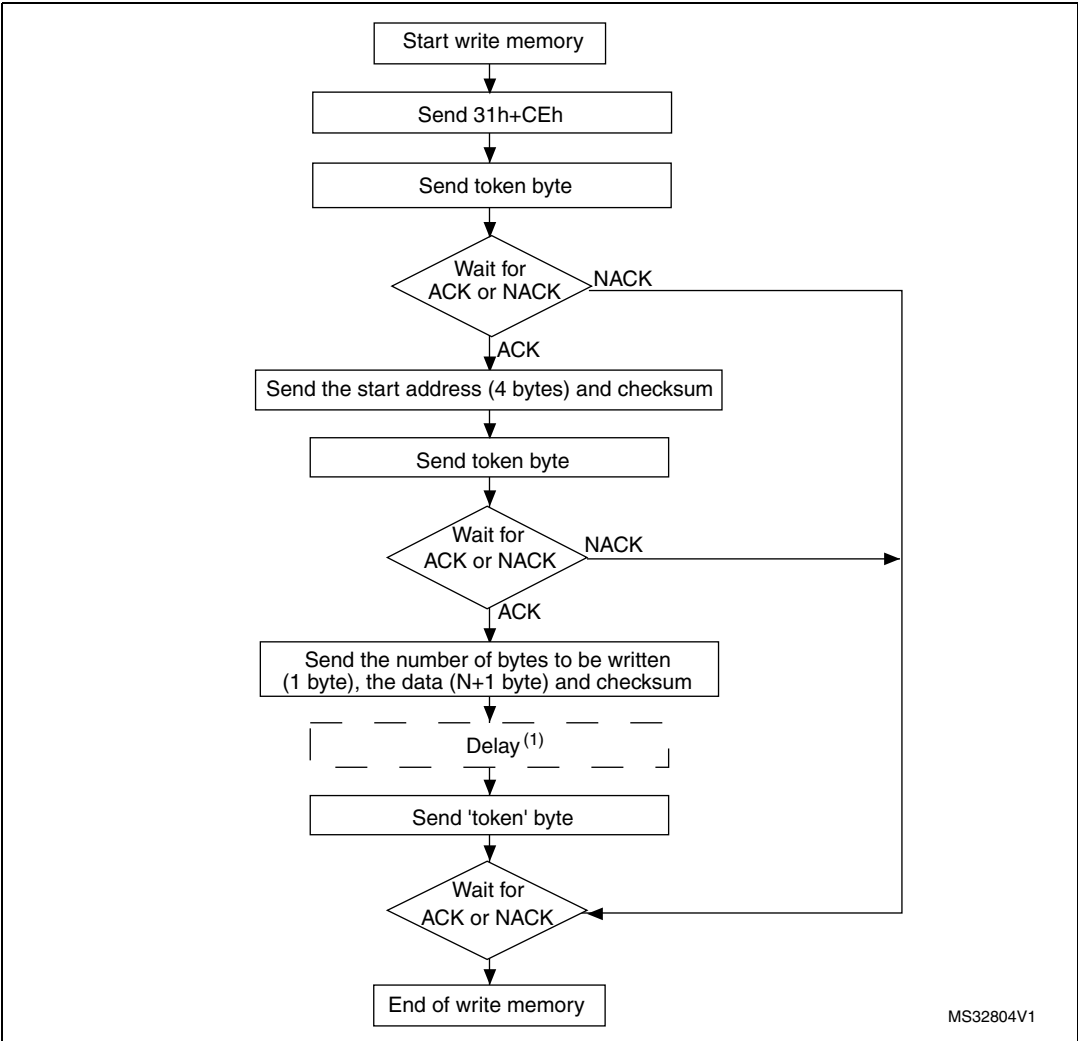 Start write memory
Send 31h+CEh
Send token byte
Wait for
ACK or NACK
NACK
ACK
Send the start address (4 bytes) and checksum
Send token byte
Wait for
ACK or NACK
NACK
ACK
Send the number of bytes to be written
(1 byte), the data (N+1 byte) and checksum
Delay (1)
Send 'token' byte
Wait for
ACK or NACK
End of write memory
MS32804V1